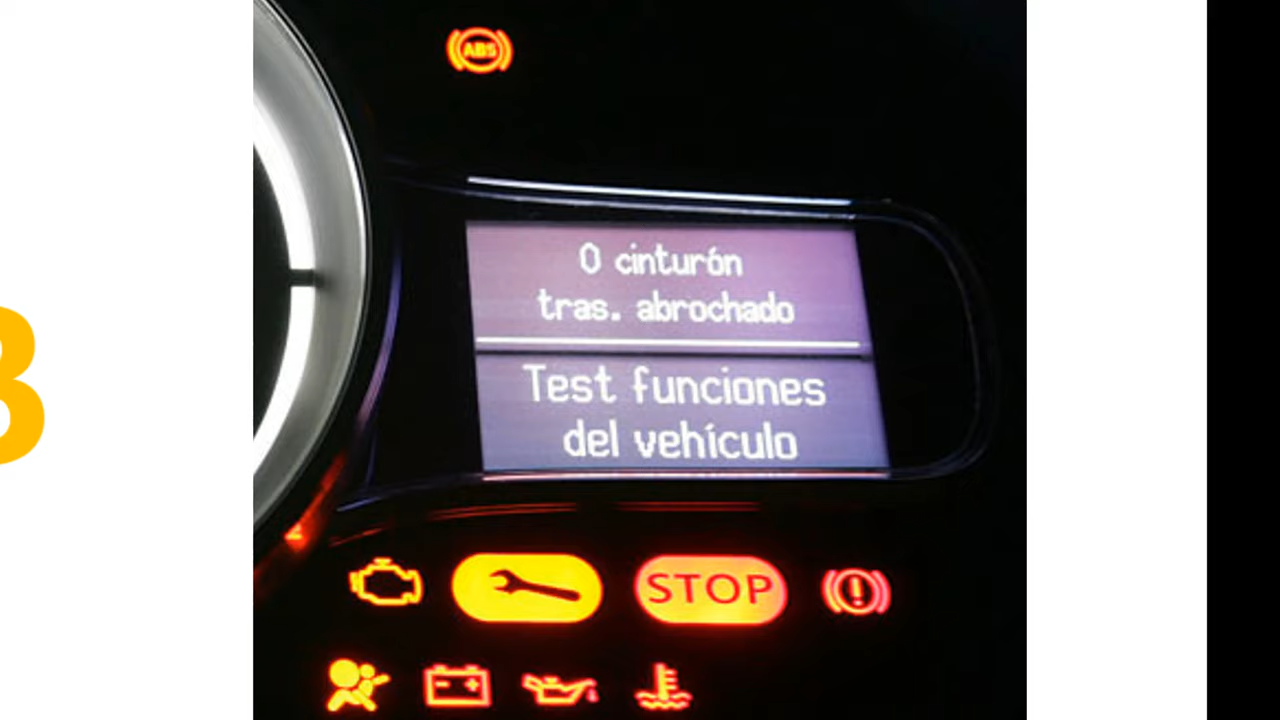 ABS
0 cinturón
tras. abrochado
Test funciones
del vehículo
STOP